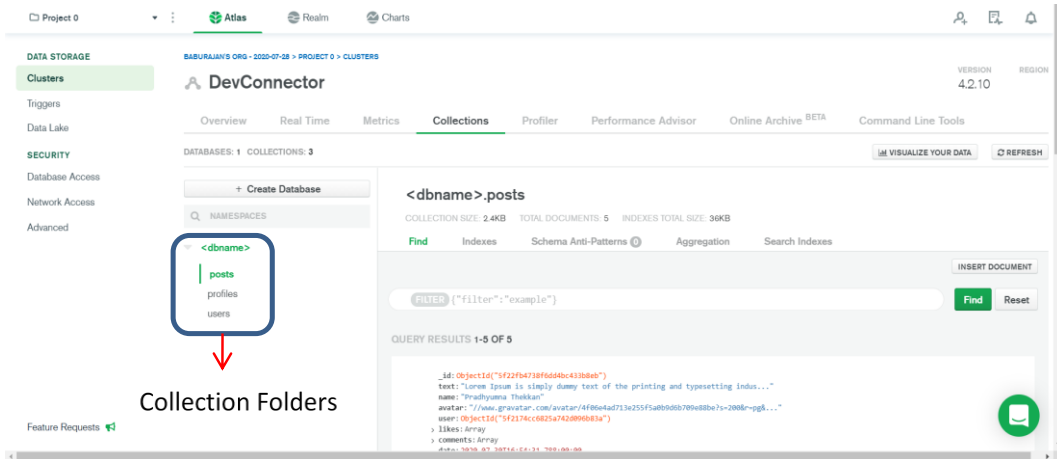 Project 0
Atlas
Realm
Charts
DATA STORAGE
Clusters
Triggers
Data Lake
SECURITY
Database Access
Network Access
Advanced
Feature Requests
BABURAJAN'S ORG - 2020-07-28 > PROJECT 0 > CLUSTERS
DevConnector
VERSION
4.2.10
REGION
Overview Real Time Metrics Collections Profiler Performance Advisor Online Archive BETA Command Line Tools
DATABASES: 1 COLLECTIONS: 3
VISUALIZE YOUR DATA
REFRESH
+ Create Database
NAMESPACES
<dbname>
posts
profiles
users
Collection Folders
<dbname>.posts
COLLECTION SIZE: 2.4KB TOTAL DOCUMENTS: 5 INDEXES TOTAL SIZE: 36KB
Find Indexes Schema Anti-Patterns 0 Aggregation Search Indexes
INSERT DOCUMENT
FILTER {"filter":"example"}
Find
Reset
QUERY RESULTS 1-5 OF 5
_id: ObjectId("5f22fb4738f6dd4bc433b8eb")
text: "Lorem Ipsum is simply dummy text of the printing and typesetting indus..."
name: "Pradhyumna Thekkan"
avatar: "//www.gravatar.com/avatar/4f06e4ad713e255f5a0b9d6b709e88be?s=200&r=pg&..."
user: ObjectId("5f2174cc6825a742d096b83a")
> likes: Array
> comments: Array